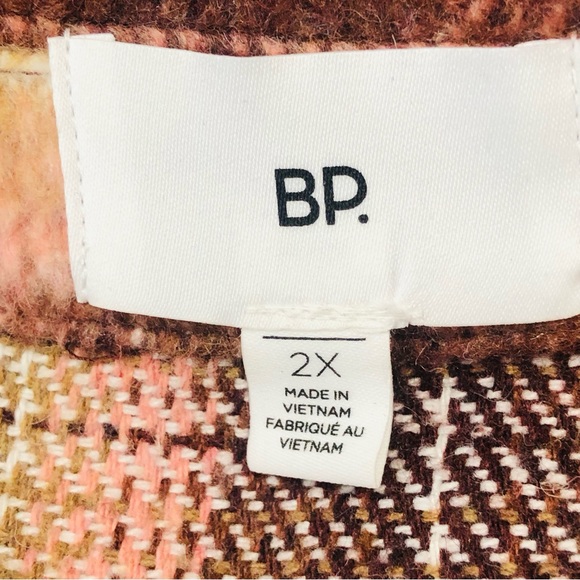 BP.
2X
MADE IN
VIETNAM
FABRIQUÉ AU
VIETNAM